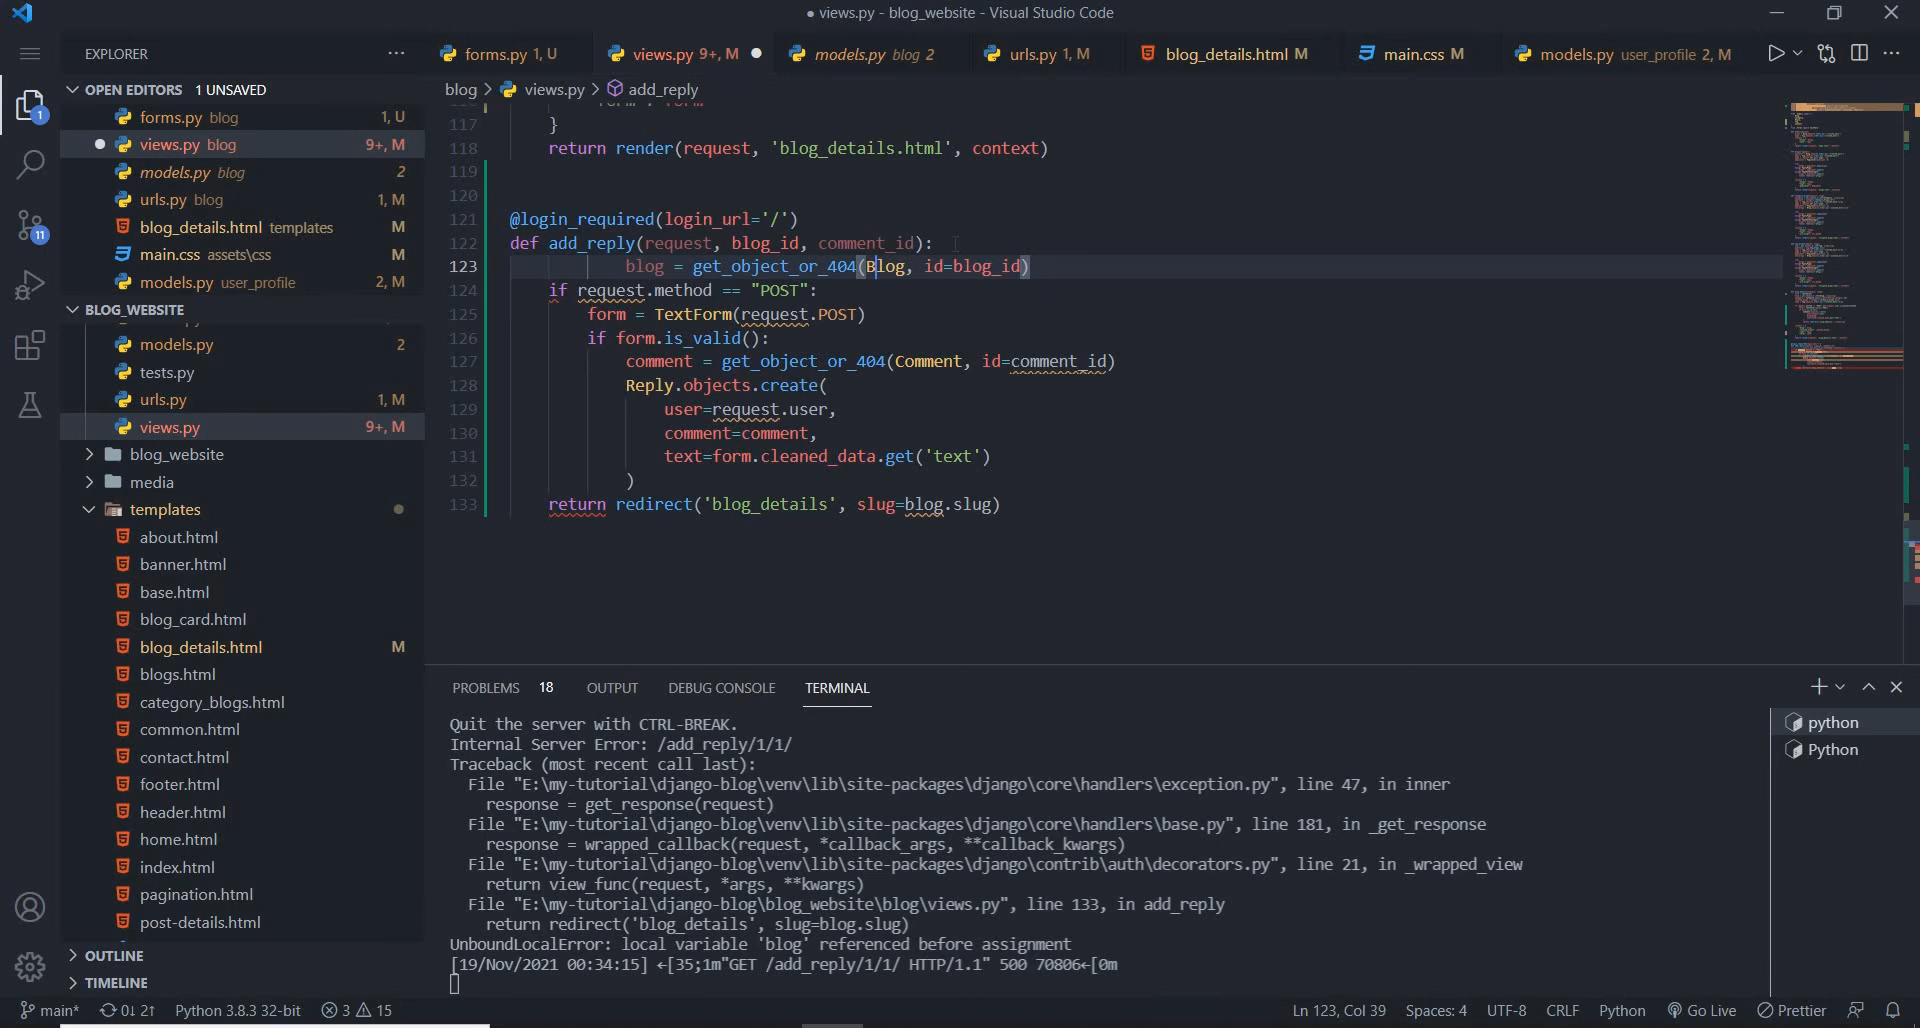 ● views.py - blog_website - Visual Studio Code
EXPLORER
forms.py 1, U
views.py 9+, M
models.py blog 2
urls.py 1, M
blog_details.html M
main.css M
models.py user_profile 2, M
OPEN EDITORS 1 UNSAVED
forms.py blog 1, U
views.py blog 9+, M
models.py blog 2
urls.py blog 1, M
blog_details.html templates M
main.css assets\css M
models.py user_profile 2, M
BLOG_WEBSITE
models.py 2
tests.py
urls.py 1, M
views.py 9+, M
blog_website
media
templates
about.html
banner.html
base.html
blog_card.html
blog_details.html M
blogs.html
category_blogs.html
common.html
contact.html
footer.html
header.html
home.html
index.html
pagination.html
post-details.html
OUTLINE
TIMELINE
1
11
blog > views.py > add_reply
117 }
118 return render(request, 'blog_details.html', context)
119
120
121 @login_required(login_url='/')
122 def add_reply(request, blog_id, comment_id):
123 blog = get_object_or_404(Blog, id=blog_id)
124 if request.method == "POST":
125 form = TextForm(request.POST)
126 if form.is_valid():
127 comment = get_object_or_404(Comment, id=comment_id)
128 Reply.objects.create(
129 user=request.user,
130 comment=comment,
131 text=form.cleaned_data.get('text')
132 )
133 return redirect('blog_details', slug=blog.slug)
PROBLEMS 18 OUTPUT DEBUG CONSOLE TERMINAL
Quit the server with CTRL-BREAK.
Internal Server Error: /add_reply/1/1/
Traceback (most recent call last):
File "E:\my-tutorial\django-blog\venv\lib\site-packages\django\core\handlers\exception.py", line 47, in inner
response = get_response(request)
File "E:\my-tutorial\django-blog\venv\lib\site-packages\django\core\handlers\base.py", line 181, in _get_response
response = wrapped_callback(request, *callback_args, **callback_kwargs)
File "E:\my-tutorial\django-blog\venv\lib\site-packages\django\contrib\auth\decorators.py", line 21, in _wrapped_view
return view_func(request, *args, **kwargs)
File "E:\my-tutorial\django-blog\blog_website\blog\views.py", line 133, in add_reply
return redirect('blog_details', slug=blog.slug)
UnboundLocalError: local variable 'blog' referenced before assignment
[19/Nov/2021 00:34:15] ←[35;1m"GET /add_reply/1/1/ HTTP/1.1" 500 70806←[0m
python
Python
main* 0↓ 2↑ Python 3.8.3 32-bit 3 15
Ln 123, Col 39 Spaces: 4 UTF-8 CRLF Python Go Live Prettier